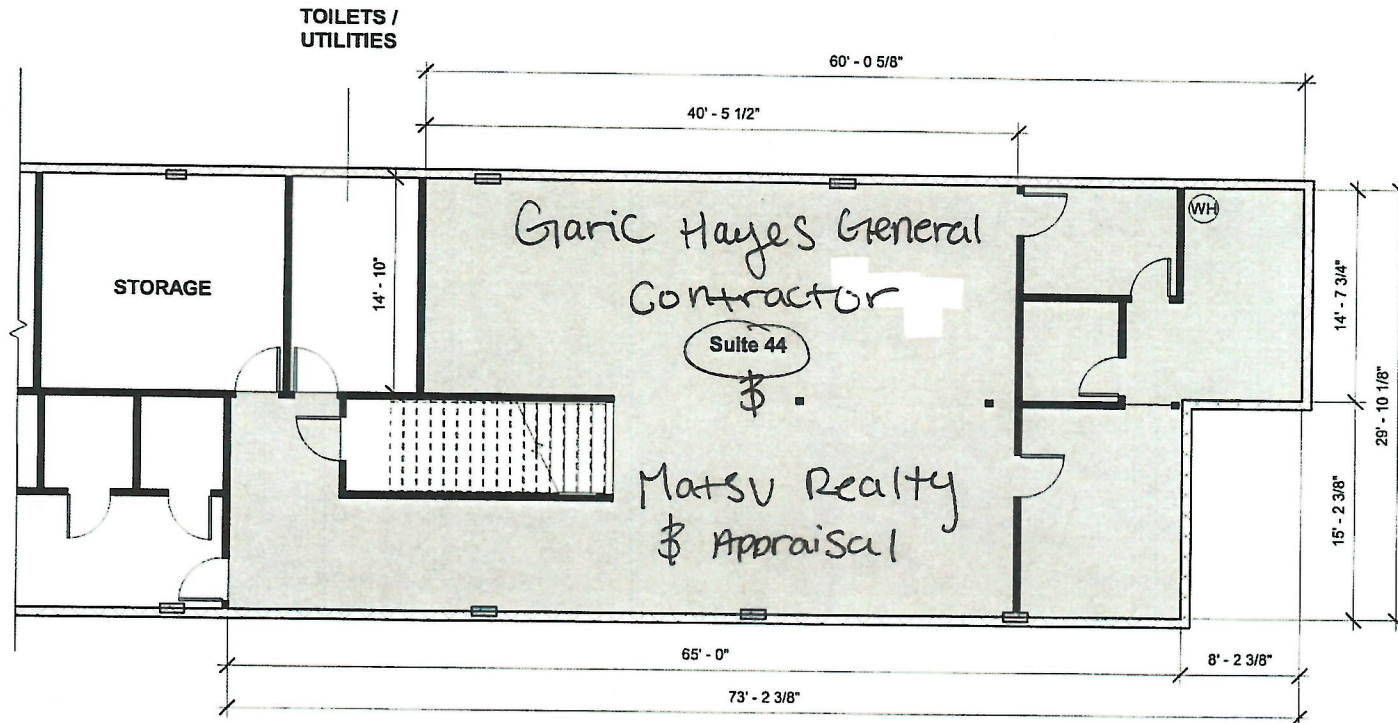 TOILETS /
UTILITIES
60' - 0 5/8"
40' - 5 1/2"
Garic Hayes General
Contractor
WH
STORAGE
14' - 10"
14' - 7 3/4"
Suite 44
$
29' - 10 1/8"
Matsu Realty
$ Appraisal
15' - 2 3/8"
65' - 0"
8' - 2 3/8"
73' - 2 3/8"